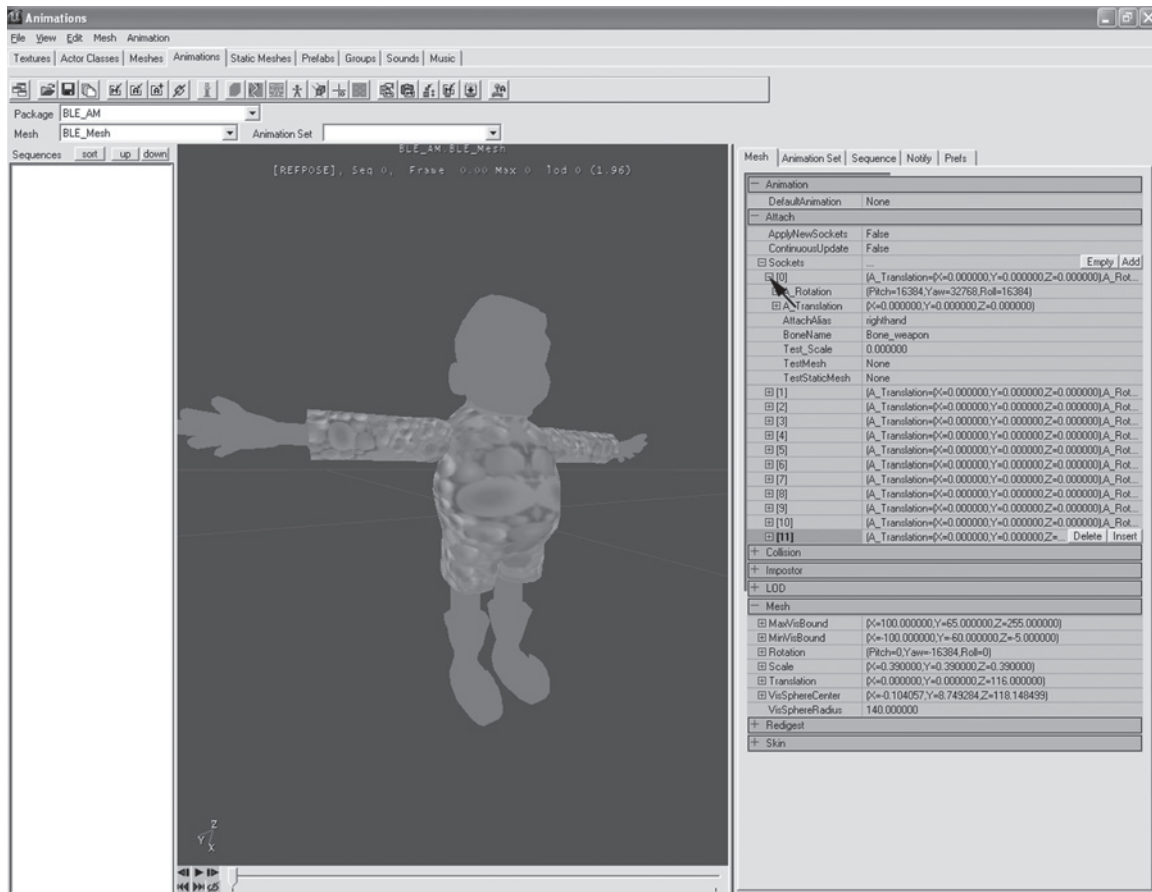 Animations
File View Edit Mesh Animation
Textures Actor Classes Meshes Animations Static Meshes Prefabs Groups Sounds Music
Package BLE_AM
Mesh BLE_Mesh Animation Set
Sequences sort up down
BLE_AM.BLE_Mesh
[REFPOSE], Seq 0, Frame 0.00 Max 0 lod 0 (1.96)
Mesh Animation Set Sequence Notify Prefs
Animation
DefaultAnimation None
Attach
ApplyNewSockets False
ContinuousUpdate False
Sockets ... Empty Add
[0] (A_Translation=(X=0.000000,Y=0.000000,Z=0.000000),A_Rot...
A_Rotation (Pitch=16384,Yaw=32768,Roll=16384)
A_Translation (X=0.000000,Y=0.000000,Z=0.000000)
AttachAlias righthand
BoneName Bone_weapon
Test_Scale 0.000000
TestMesh None
TestStaticMesh None
[1] (A_Translation=(X=0.000000,Y=0.000000,Z=0.000000),A_Rot...
[2] (A_Translation=(X=0.000000,Y=0.000000,Z=0.000000),A_Rot...
[3] (A_Translation=(X=0.000000,Y=0.000000,Z=0.000000),A_Rot...
[4] (A_Translation=(X=0.000000,Y=0.000000,Z=0.000000),A_Rot...
[5] (A_Translation=(X=0.000000,Y=0.000000,Z=0.000000),A_Rot...
[6] (A_Translation=(X=0.000000,Y=0.000000,Z=0.000000),A_Rot...
[7] (A_Translation=(X=0.000000,Y=0.000000,Z=0.000000),A_Rot...
[8] (A_Translation=(X=0.000000,Y=0.000000,Z=0.000000),A_Rot...
[9] (A_Translation=(X=0.000000,Y=0.000000,Z=0.000000),A_Rot...
[10] (A_Translation=(X=0.000000,Y=0.000000,Z=0.000000),A_Rot...
[11] (A_Translation=(X=0.000000,Y=0.000000,Z=... Delete Insert
Collision
Impostor
LOD
Mesh
MaxVisBound (X=100.000000,Y=65.000000,Z=255.000000)
MinVisBound (X=-100.000000,Y=-60.000000,Z=-5.000000)
Rotation (Pitch=0,Yaw=-16384,Roll=0)
Scale (X=0.390000,Y=0.390000,Z=0.390000)
Translation (X=0.000000,Y=0.000000,Z=116.000000)
VisSphereCenter (X=-0.104057,Y=8.749284,Z=118.148499)
VisSphereRadius 140.000000
Redigest
Skin
Z
Y
X